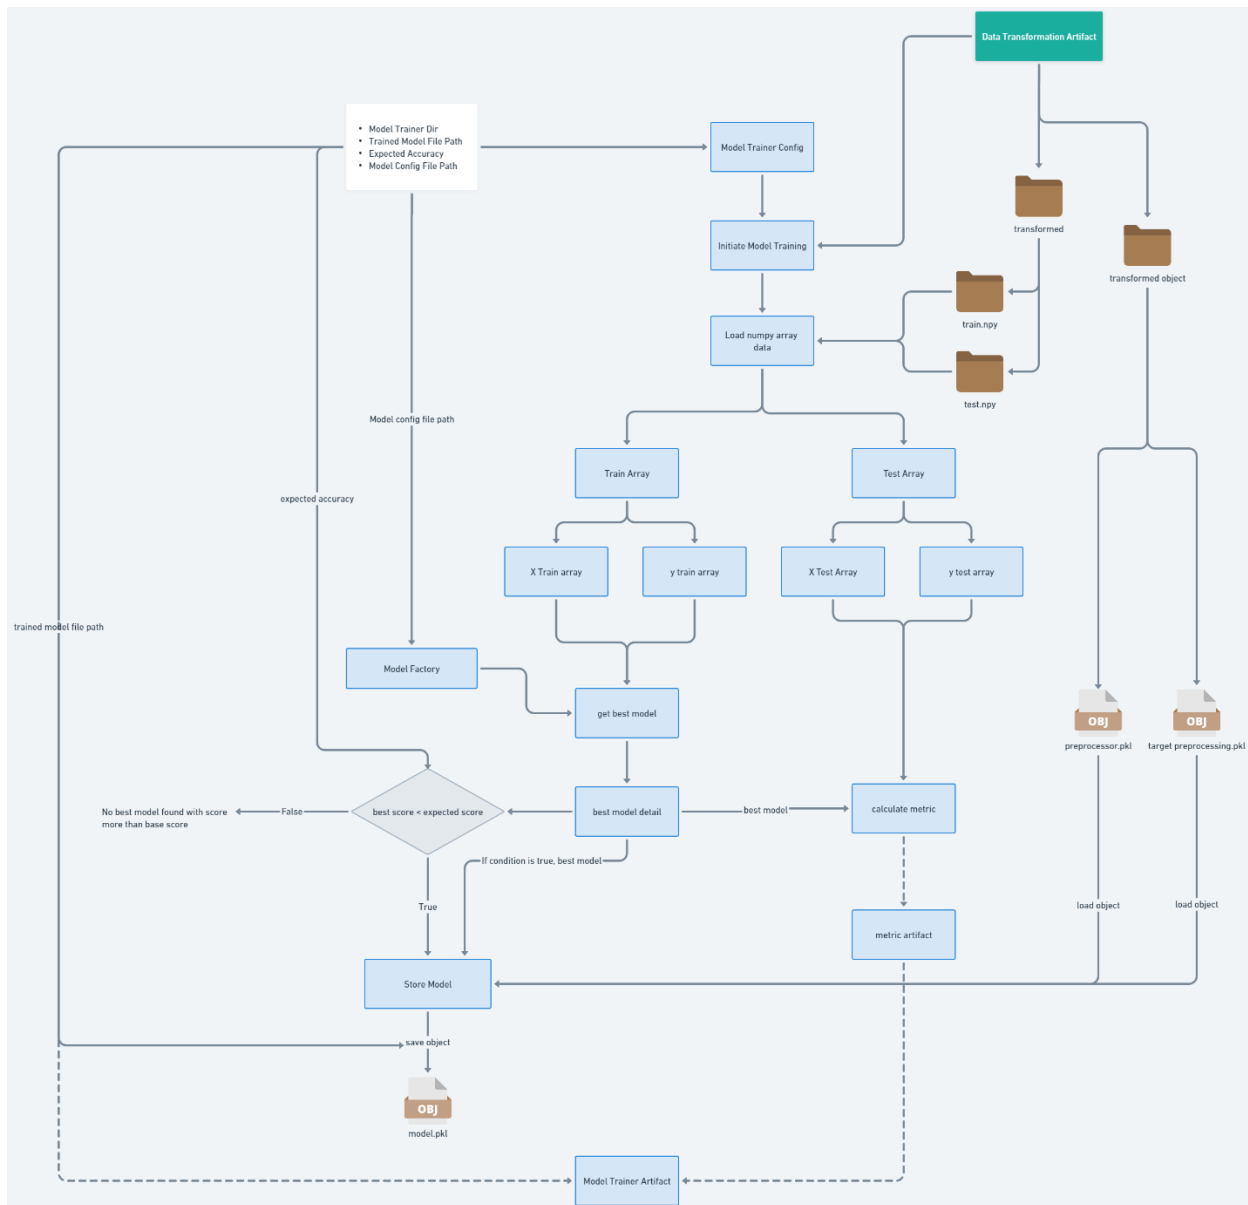 Data Transformation Artifact
• Model Trainer Dir
• Trained Model File Path
• Expected Accuracy
• Model Config File Path
Model Trainer Config
transformed
Initiate Model Training
transformed object
train.npy
Load numpy array
data
test.npy
Model config file path
Train Array
Test Array
expected accuracy
X Train array
y train array
X Test Array
y test array
trained model file path
Model Factory
get best model
OBJ
OBJ
preprocessor.pkl
target preprocessing.pkl
No best model found with score
more than base score
False
best score < expected score
best model detail
best model
calculate metric
If condition is true, best model
True
load object
load object
metric artifact
Store Model
save object
OBJ
model.pkl
Model Trainer Artifact